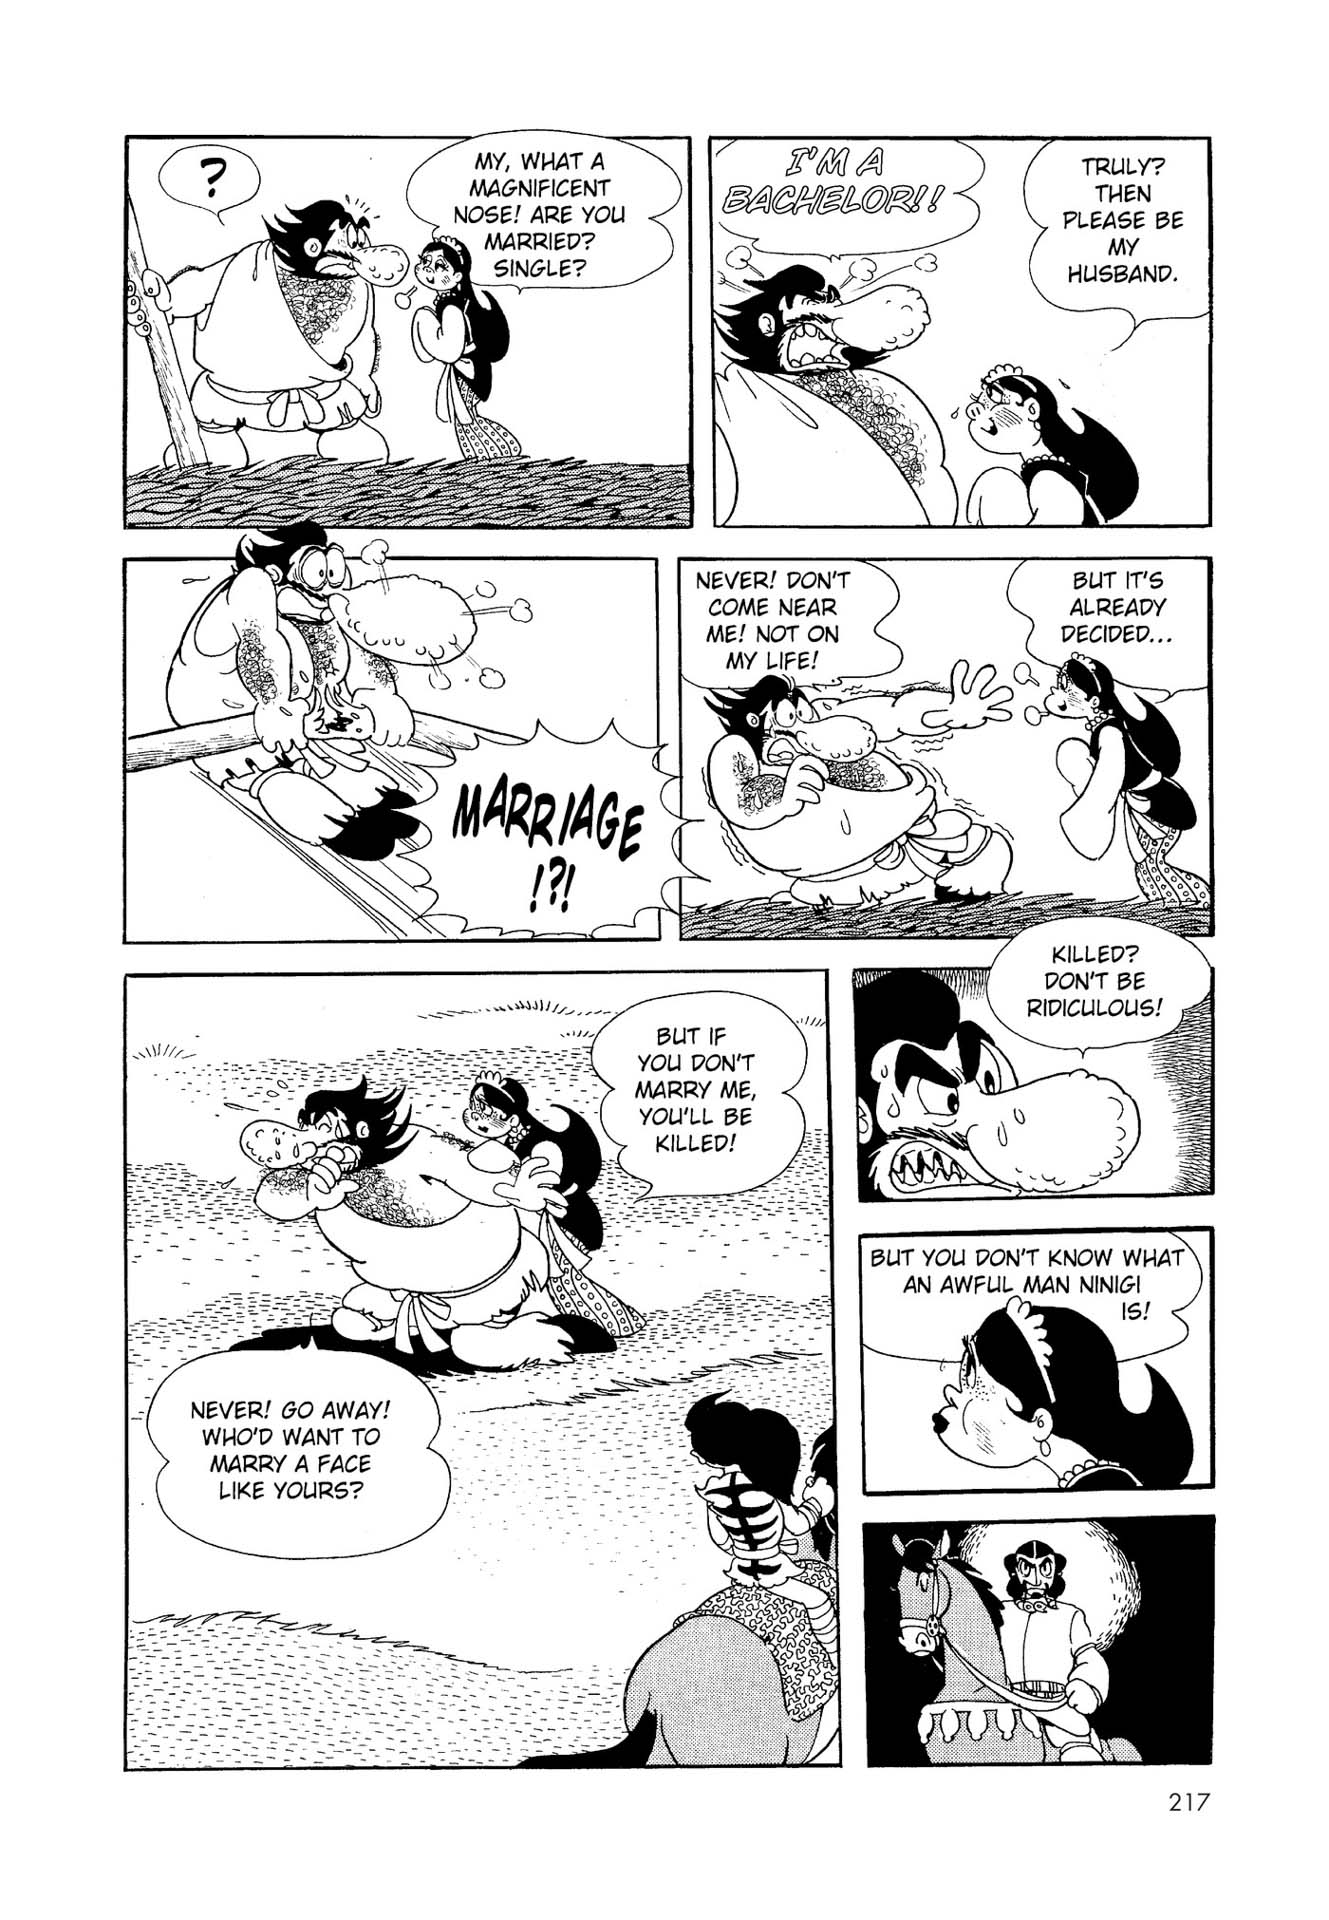 ?
MY, WHAT A
MAGNIFICENT
NOSE! ARE YOU
MARRIED?
SINGLE?
I'M A
BACHELOR!!
TRULY?
THEN
PLEASE BE
MY
HUSBAND.
MARRIAGE
!?!
NEVER! DON'T
COME NEAR
ME! NOT ON
MY LIFE!
BUT IT'S
ALREADY
DECIDED...
BUT IF
YOU DON'T
MARRY ME,
YOU'LL BE
KILLED!
NEVER! GO AWAY!
WHO'D WANT TO
MARRY A FACE
LIKE YOURS?
KILLED?
DON'T BE
RIDICULOUS!
BUT YOU DON'T KNOW WHAT
AN AWFUL MAN NINIGI
IS!
217